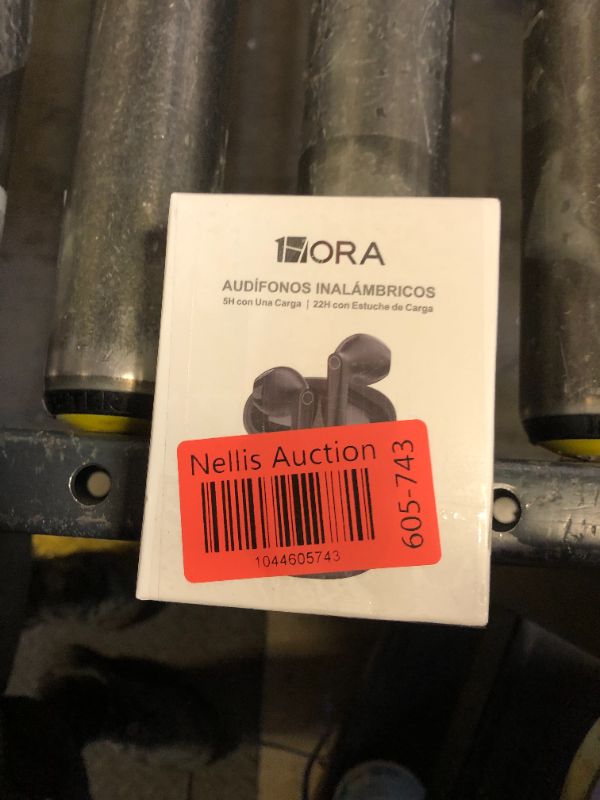 1HORA
AUDÍFONOS INALÁMBRICOS
5H con Una Carga | 22H con Estuche de Carga
Nellis Auction
1044605743
605-743